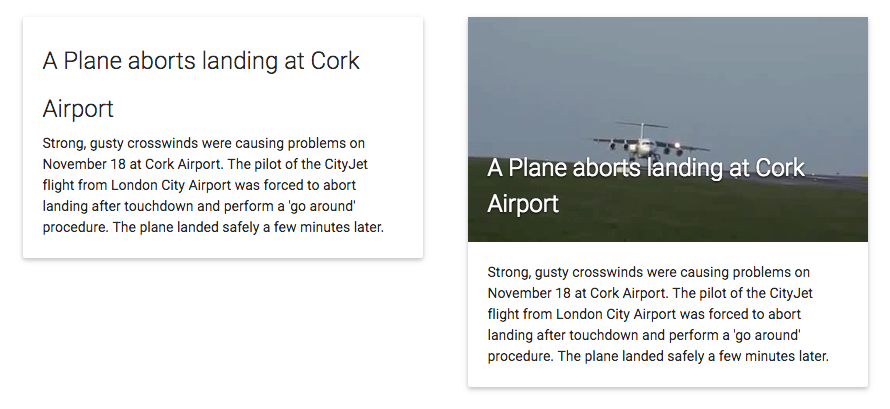 A Plane aborts landing at Cork
Airport
Strong, gusty crosswinds were causing problems on
November 18 at Cork Airport. The pilot of the CityJet
flight from London City Airport was forced to abort
landing after touchdown and perform a 'go around'
procedure. The plane landed safely a few minutes later.
A Plane aborts landing at Cork
Airport
Strong, gusty crosswinds were causing problems on
November 18 at Cork Airport. The pilot of the CityJet
flight from London City Airport was forced to abort
landing after touchdown and perform a 'go around'
procedure. The plane landed safely a few minutes later.